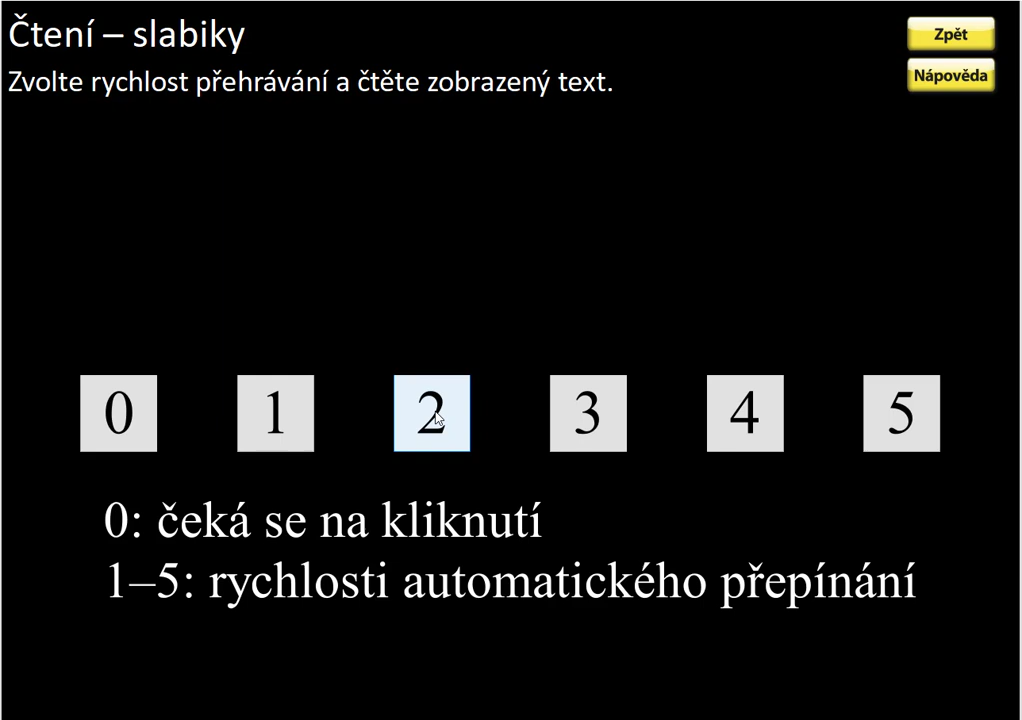 Čtení – slabiky
Zpět
Zvolte rychlost přehrávání a čtěte zobrazený text.
Nápověda
0 1 2 3 4 5
0: čeká se na kliknutí
1–5: rychlosti automatického přepínání